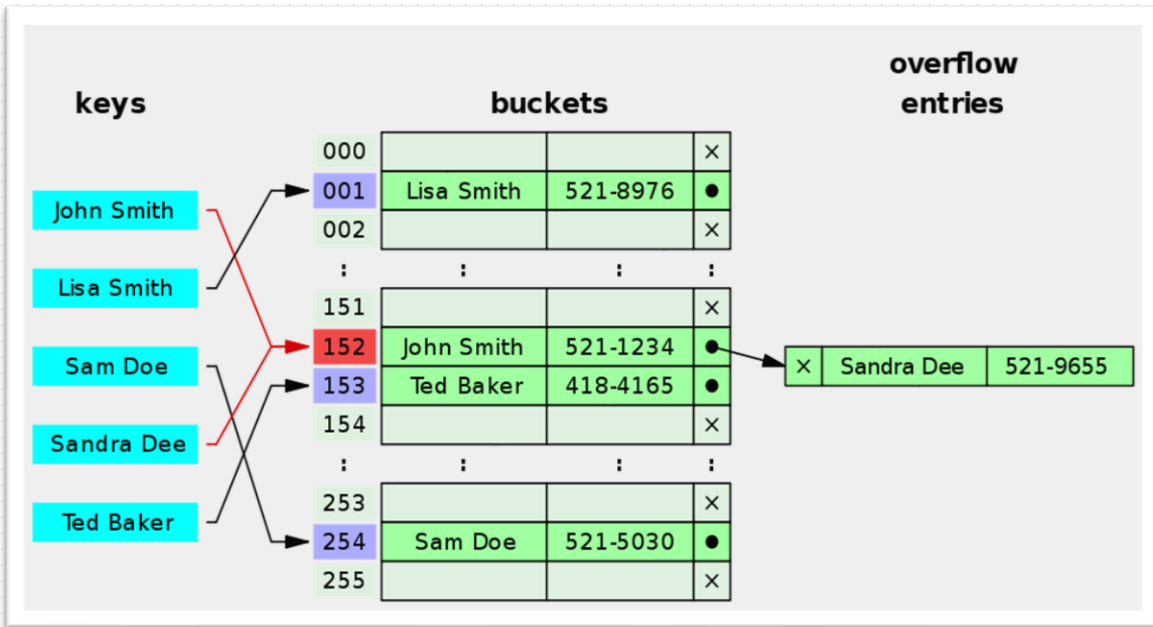 overflow
keys buckets entries
000 ×
John Smith 001 Lisa Smith 521-8976 ●
002 ×
: : : :
Lisa Smith
151 ×
152 John Smith 521-1234 ●
Sam Doe × Sandra Dee 521-9655
153 Ted Baker 418-4165 ●
154 ×
Sandra Dee
: : : :
253 ×
Ted Baker
254 Sam Doe 521-5030 ●
255 ×